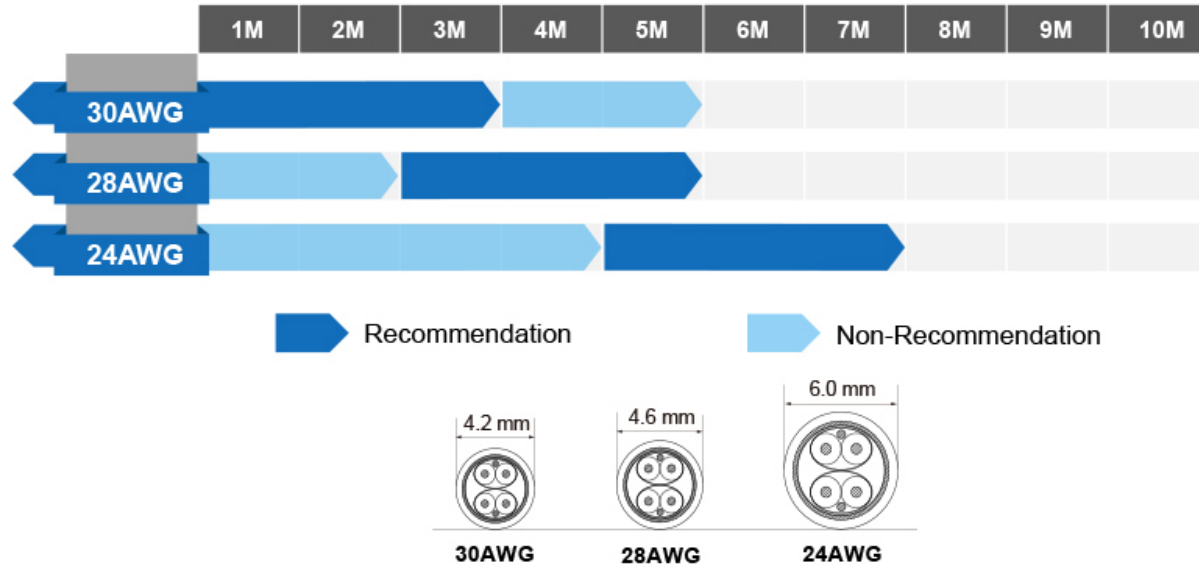 1M 2M 3M 4M 5M 6M 7M 8M 9M 10M
30AWG
28AWG
24AWG
Recommendation Non-Recommendation
6.0 mm
4.2 mm 4.6 mm
30AWG 28AWG 24AWG